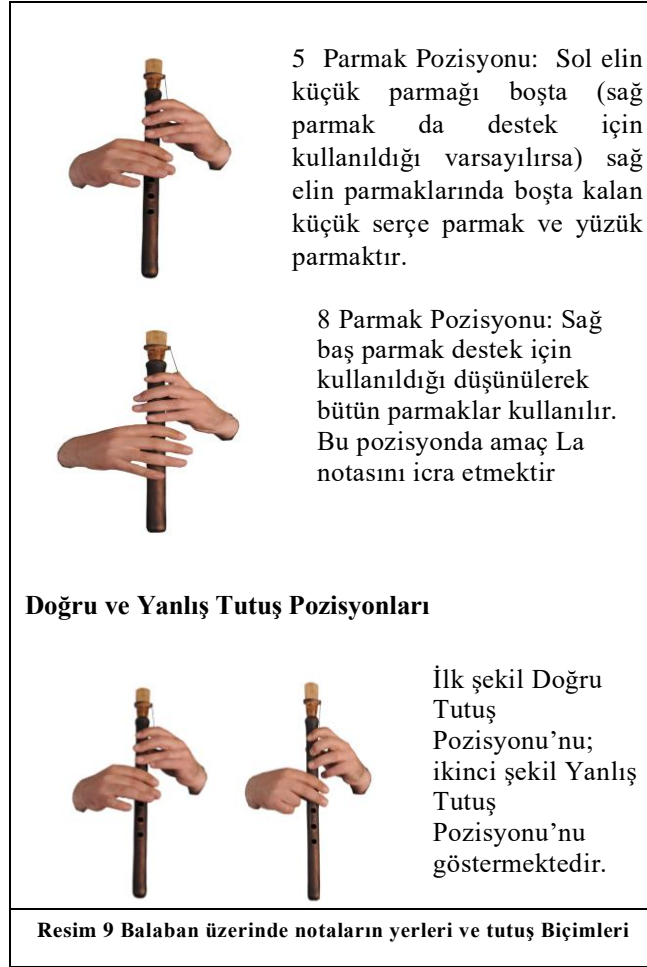 5 Parmak Pozisyonu: Sol elin
küçük parmağı boşta (sağ
parmak da destek için
kullanıldığı varsayılırsa) sağ
elin parmaklarında boşta kalan
küçük serçe parmak ve yüzük
parmaktır.
8 Parmak Pozisyonu: Sağ
baş parmak destek için
kullanıldığı düşünülerek
bütün parmaklar kullanılır.
Bu pozisyonda amaç La
notasını icra etmektir
Doğru ve Yanlış Tutuş Pozisyonları
İlk şekil Doğru
Tutuş
Pozisyonu’nu;
ikinci şekil Yanlış
Tutuş
Pozisyonu’nu
göstermektedir.
Resim 9 Balaban üzerinde notaların yerleri ve tutuş Biçimleri